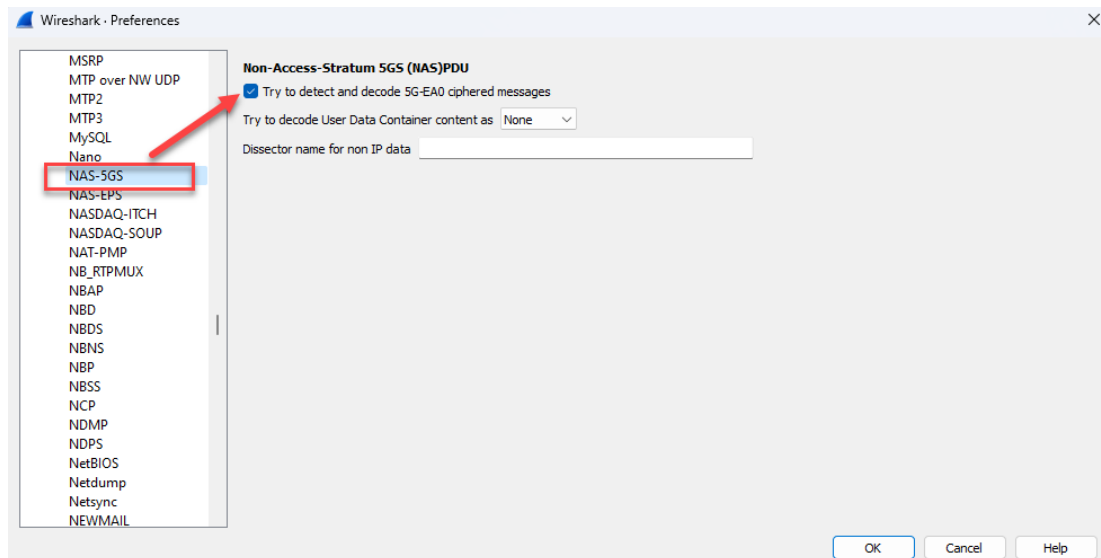 Wireshark · Preferences
MSRP
MTP over NW UDP
MTP2
MTP3
MySQL
Nano
NAS-5GS
NAS-EPS
NASDAQ-ITCH
NASDAQ-SOUP
NAT-PMP
NB_RTPMUX
NBAP
NBD
NBDS
NBNS
NBP
NBSS
NCP
NDMP
NDPS
NetBIOS
Netdump
Netsync
NEWMAIL
Non-Access-Stratum 5GS (NAS)PDU
Try to detect and decode 5G-EA0 ciphered messages
Try to decode User Data Container content as None
Dissector name for non IP data
OK Cancel Help